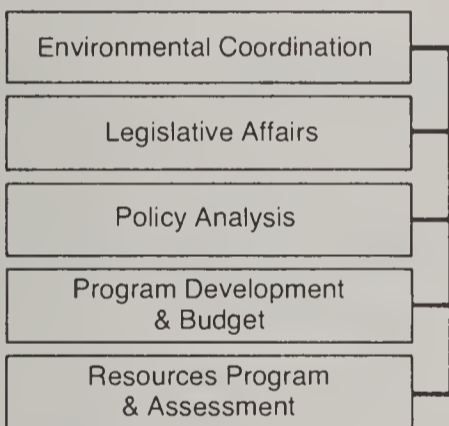 Environmental Coordination
Legislative Affairs
Policy Analysis
Program Development
& Budget
Resources Program
& Assessment